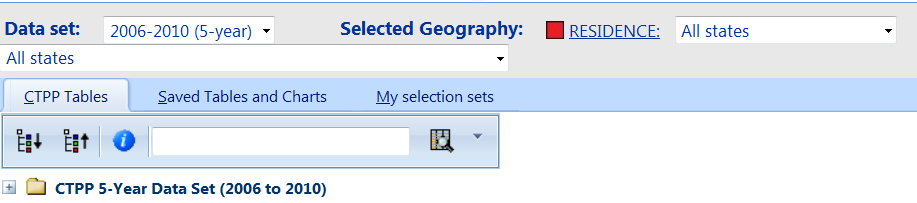 Data set: 2006-2010 (5-year) Selected Geography: RESIDENCE: All states
All states
CTPP Tables Saved Tables and Charts My selection sets
CTPP 5-Year Data Set (2006 to 2010)